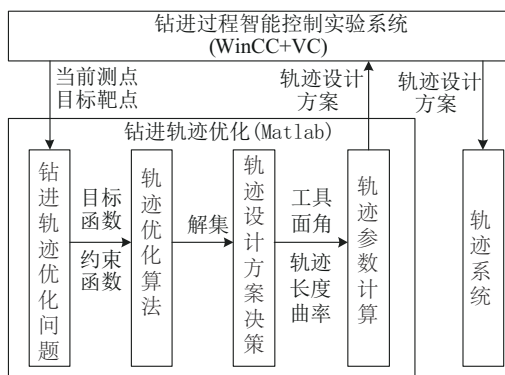 钻进过程智能控制实验系统
(WinCC+VC)
当前测点
目标靶点
轨迹设计
方案
轨迹设计
方案
钻进轨迹优化(Matlab)
钻进轨迹优化问题
目标
函数
约束
函数
轨迹优化算法
解集
轨迹设计方案决策
工具
面角
轨迹
长度
曲率
轨迹参数计算
轨迹系统